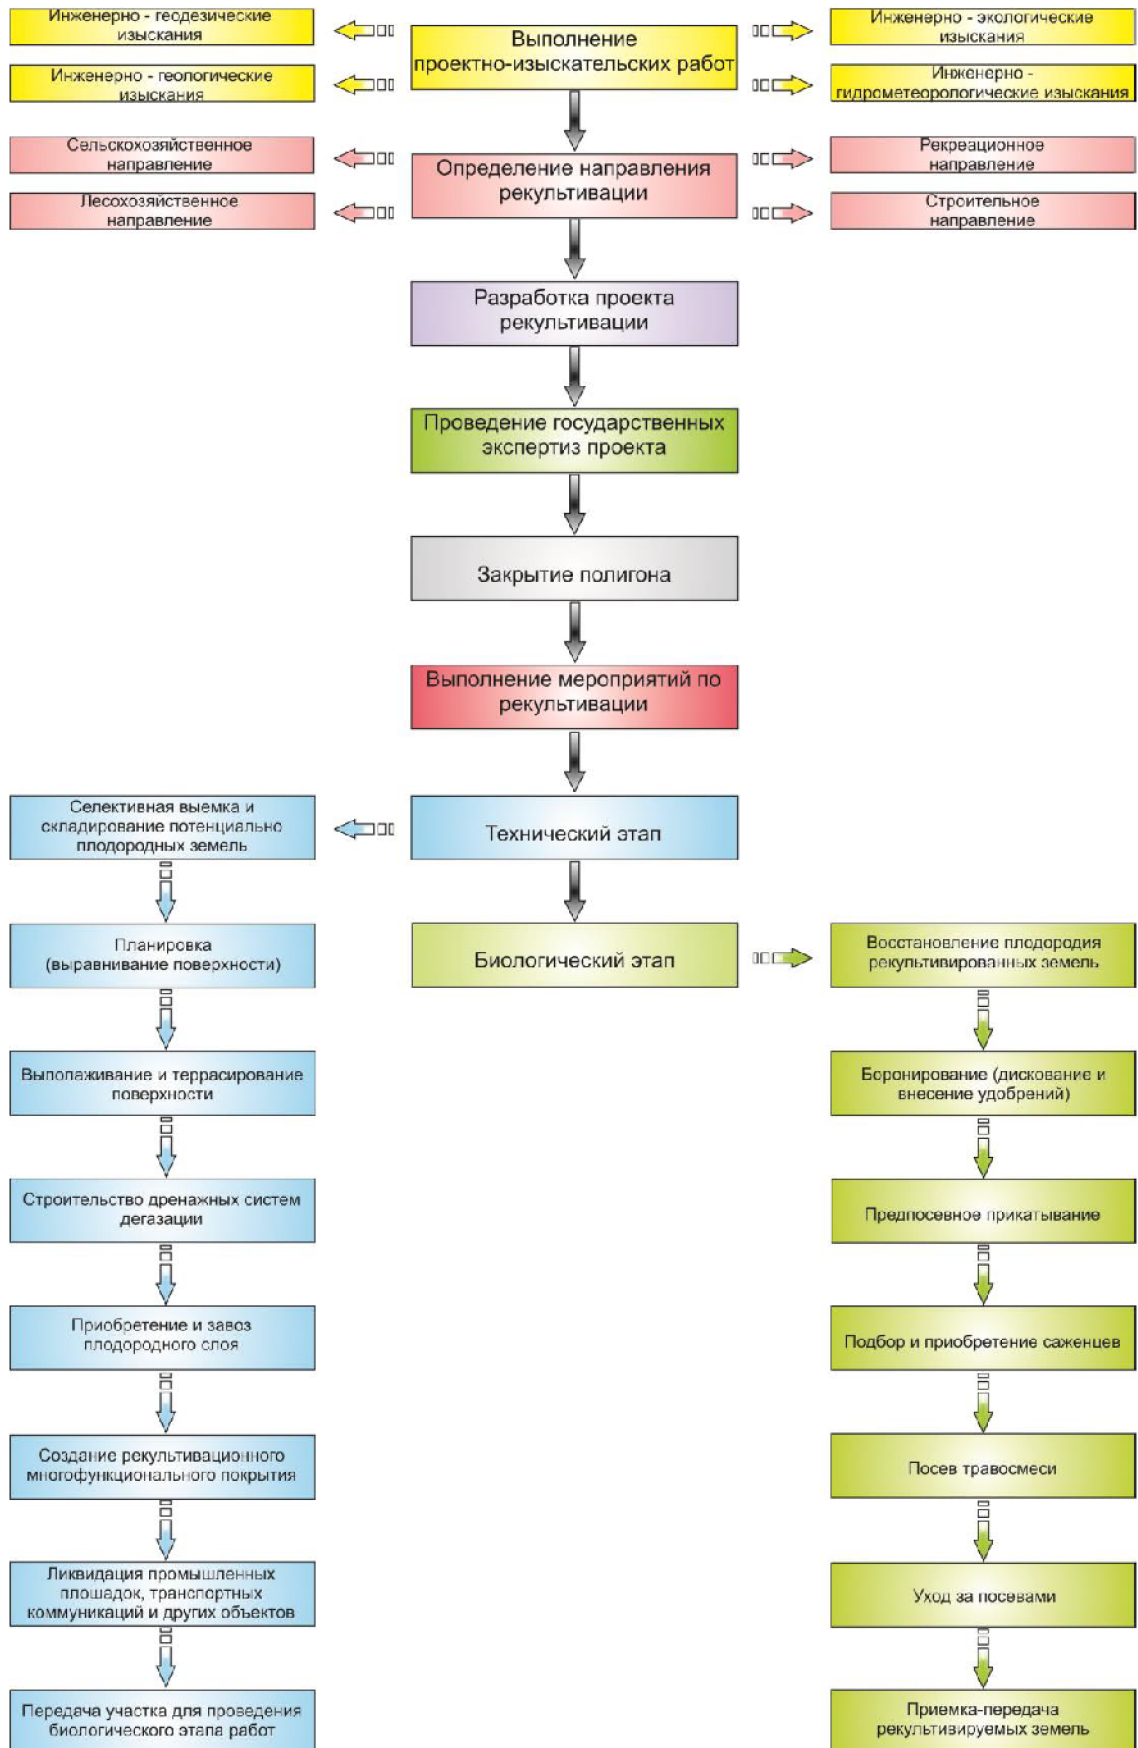 Инженерно - геодезические
изыскания
Выполнение
проектно-изыскательских работ
Инженерно - экологические
изыскания
Инженерно - геологические
изыскания
Инженерно -
гидрометеорологические изыскания
Сельскохозяйственное
направление
Определение направления
рекультивации
Рекреационное
направление
Лесохозяйственное
направление
Строительное
направление
Разработка проекта
рекультивации
Проведение государственных
экспертиз проекта
Закрытие полигона
Выполнение мероприятий по
рекультивации
Технический этап
Селективная выемка и
складирование потенциально
плодородных земель
Планировка
(выравнивание поверхности)
Выполаживание и террасирование
поверхности
Строительство дренажных систем
дегазации
Приобретение и завоз
плодородного слоя
Создание рекультивационного
многофункционального покрытия
Ликвидация промышленных
площадок, транспортных
коммуникаций и других объектов
Передача участка для проведения
биологического этапа работ
Биологический этап
Восстановление плодородия
рекультивированных земель
Боронирование (дискование и
внесение удобрений)
Предпосевное прикатывание
Подбор и приобретение саженцев
Посев травосмеси
Уход за посевами
Приемка-передача
рекультивируемых земель